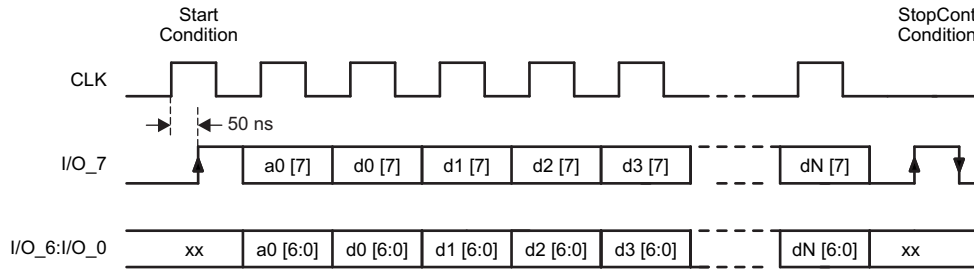 Start
Condition
StopCont
Condition
CLK
50 ns
I/O_7
a0 [7] d0 [7] d1 [7] d2 [7] d3 [7] dN [7]
I/O_6:I/O_0
xx a0 [6:0] d0 [6:0] d1 [6:0] d2 [6:0] d3 [6:0] dN [6:0] xx